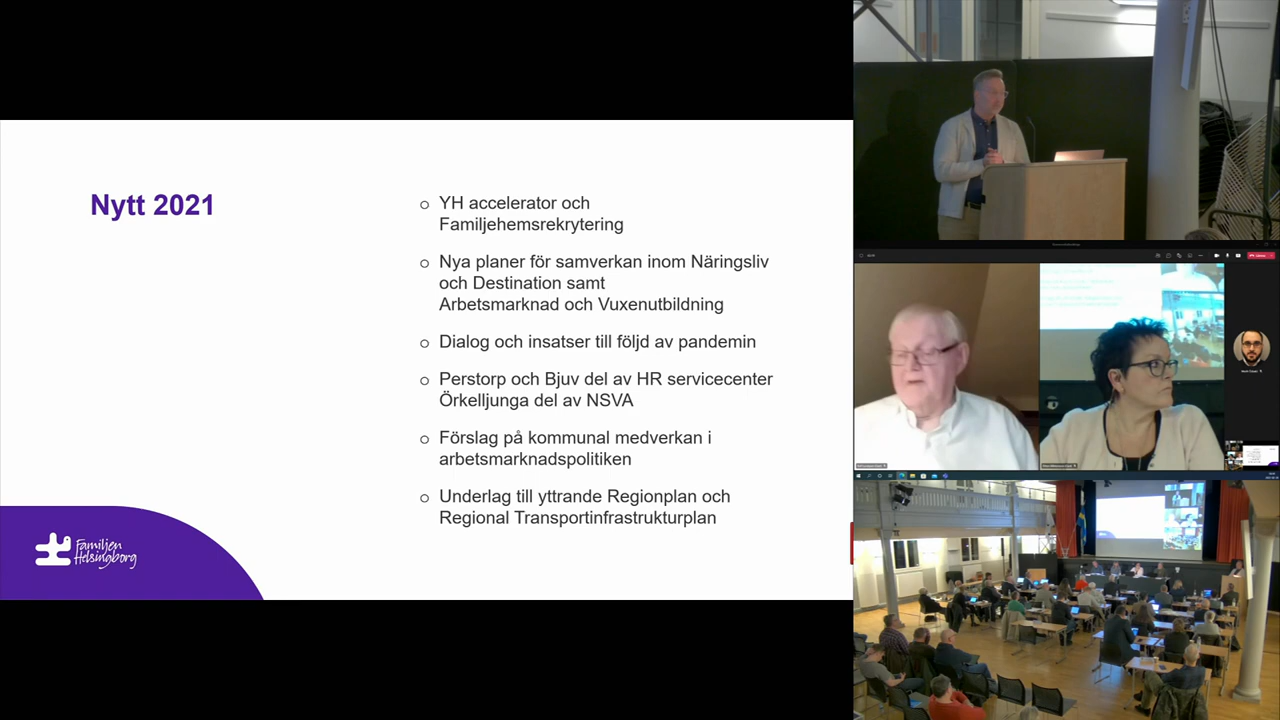 Nytt 2021
o YH accelerator och
Familjehemsrekrytering
o Nya planer för samverkan inom Näringsliv
och Destination samt
Arbetsmarknad och Vuxenutbildning
o Dialog och insatser till följd av pandemin
o Perstorp och Bjuv del av HR servicecenter
Örkelljunga del av NSVA
o Förslag på kommunal medverkan i
arbetsmarknadspolitiken
o Underlag till yttrande Regionplan och
Regional Transportinfrastrukturplan
Familjen
Helsingborg